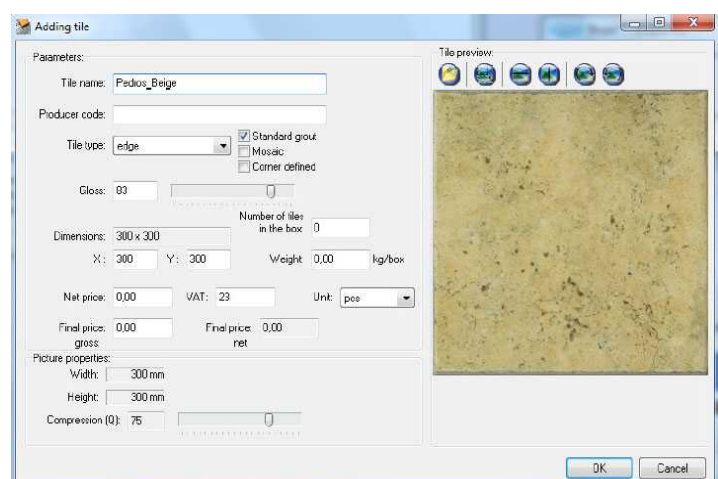 Adding tile
Parameters:
Tile name: Pedios_Beige
Producer code:
Tile type: edge
Standard grout
Mosaic
Corner defined
Gloss: 83
Number of tiles
in the box 0
Dimensions: 300 x 300
X: 300 Y: 300 Weight 0,00 kg/box
Net price: 0,00 VAT: 23 Unit: pcs
Final price: 0,00 Final price: 0,00
gross: net
Picture properties:
Width: 300 mm
Height: 300 mm
Compression (Q): 75
Tile preview:
OK Cancel